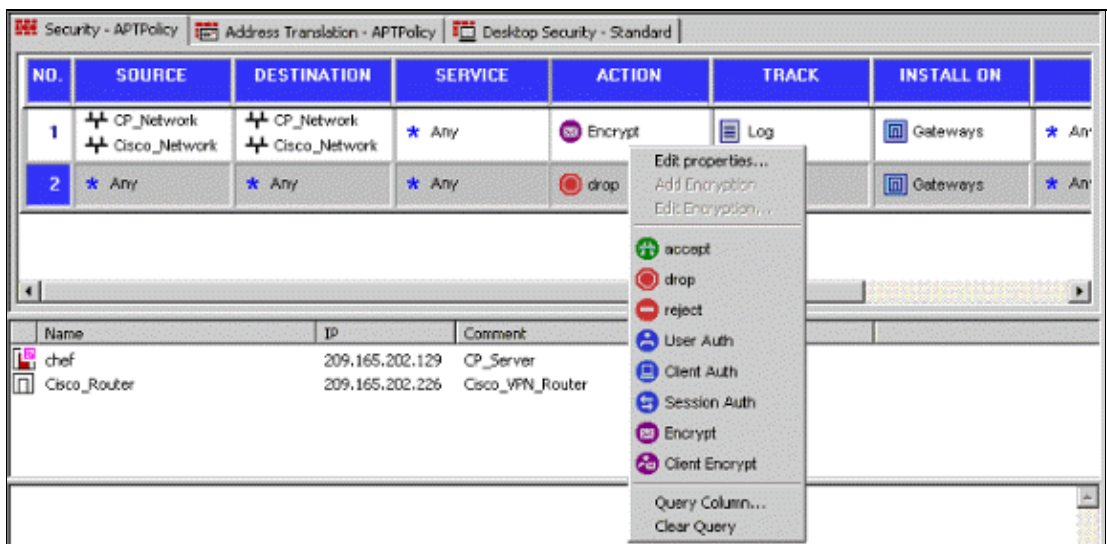 Security - APTPolicy Address Translation - APTPolicy Desktop Security - Standard
NO. SOURCE DESTINATION SERVICE ACTION TRACK INSTALL ON
1 CP_Network CP_Network * Any Encrypt Log Gateways * An
Cisco_Network Cisco_Network
2 * Any * Any * Any drop Gateways * An
Edit properties...
Add Encryption
Edit Encryption...
accept
drop
reject
User Auth
Client Auth
Session Auth
Encrypt
Client Encrypt
Query Column...
Clear Query
Name IP Comment
chef 209.165.202.129 CP_Server
Cisco_Router 209.165.202.226 Cisco_VPN_Router